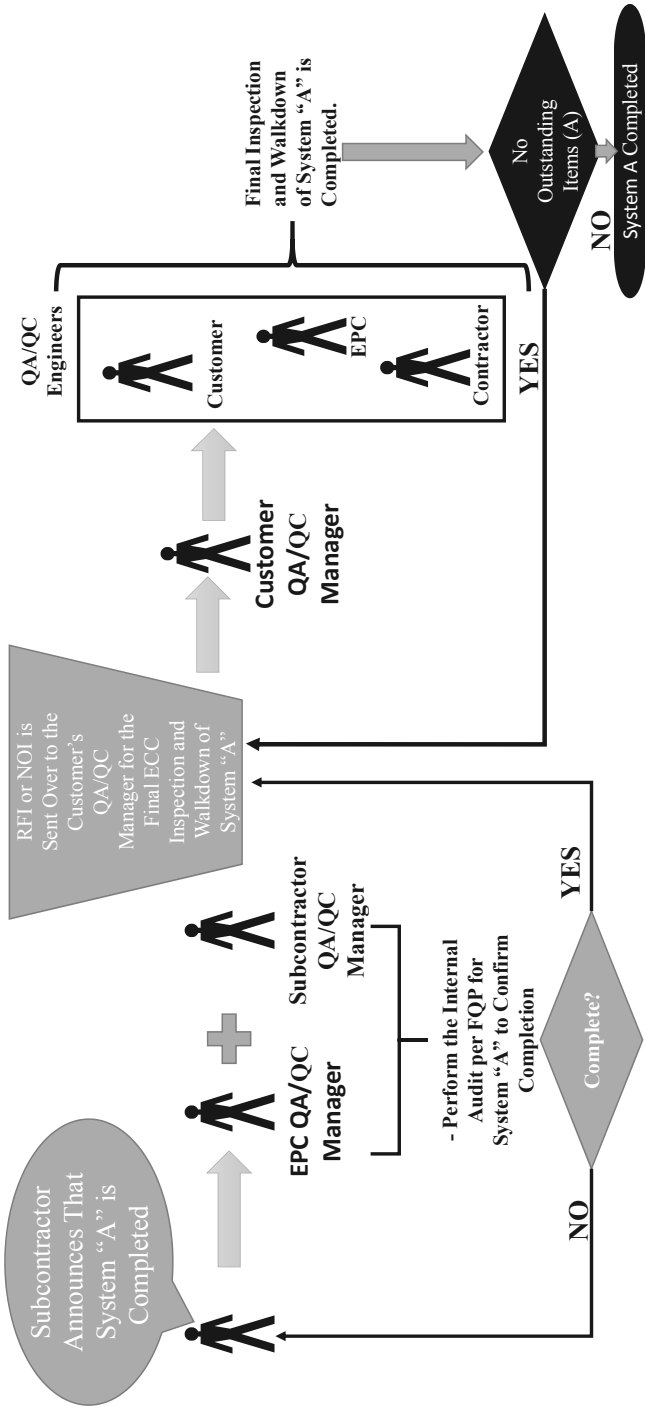 Subcontractor
Announces That
System “A” is
Completed
EPC QA/QC
Manager
Subcontractor
QA/QC
Manager
- Perform the Internal
Audit per FQP for
System “A” to Confirm
Completion
Complete?
NO
YES
RFI or NOI is
Sent Over to the
Customer’s
QA/QC
Manager for the
Final ECC
Inspection and
Walkdown of
System “A”
Customer
QA/QC
Manager
QA/QC
Engineers
Customer
EPC
Contractor
Final Inspection
and Walkdown
of System “A” is
Completed.
No
Outstanding
Items (A)
YES
NO
System A Completed